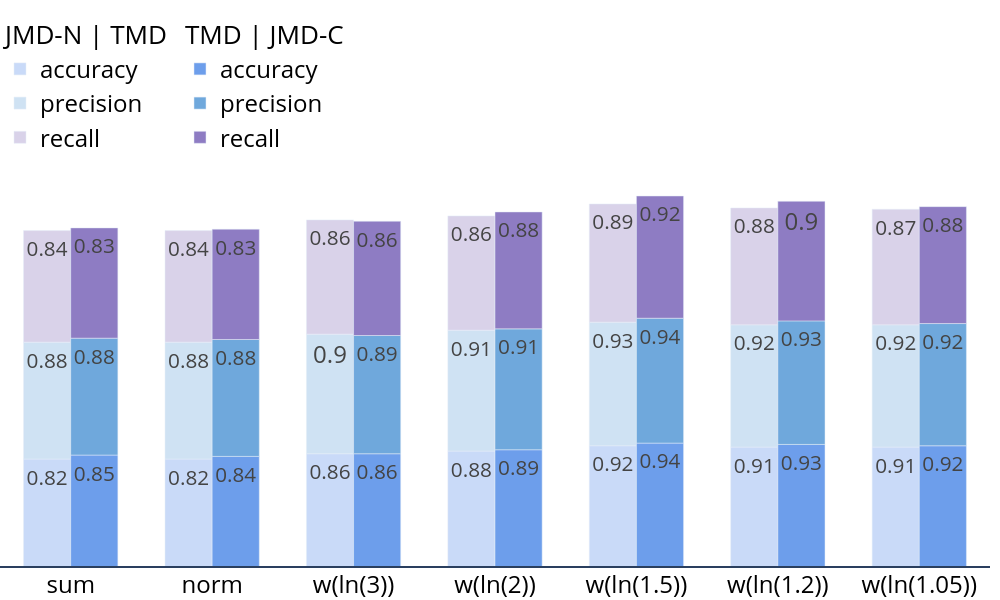 JMD-N | TMD TMD | JMD-C
accuracy accuracy
precision precision
recall recall
0.84 0.83 0.84 0.83 0.86 0.86 0.86 0.88 0.89 0.92 0.88 0.9 0.87 0.88
0.88 0.88 0.88 0.88 0.9 0.89 0.91 0.91 0.93 0.94 0.92 0.93 0.92 0.92
0.82 0.85 0.82 0.84 0.86 0.86 0.88 0.89 0.92 0.94 0.91 0.93 0.91 0.92
sum norm w(ln(3)) w(ln(2)) w(ln(1.5)) w(ln(1.2)) w(ln(1.05))